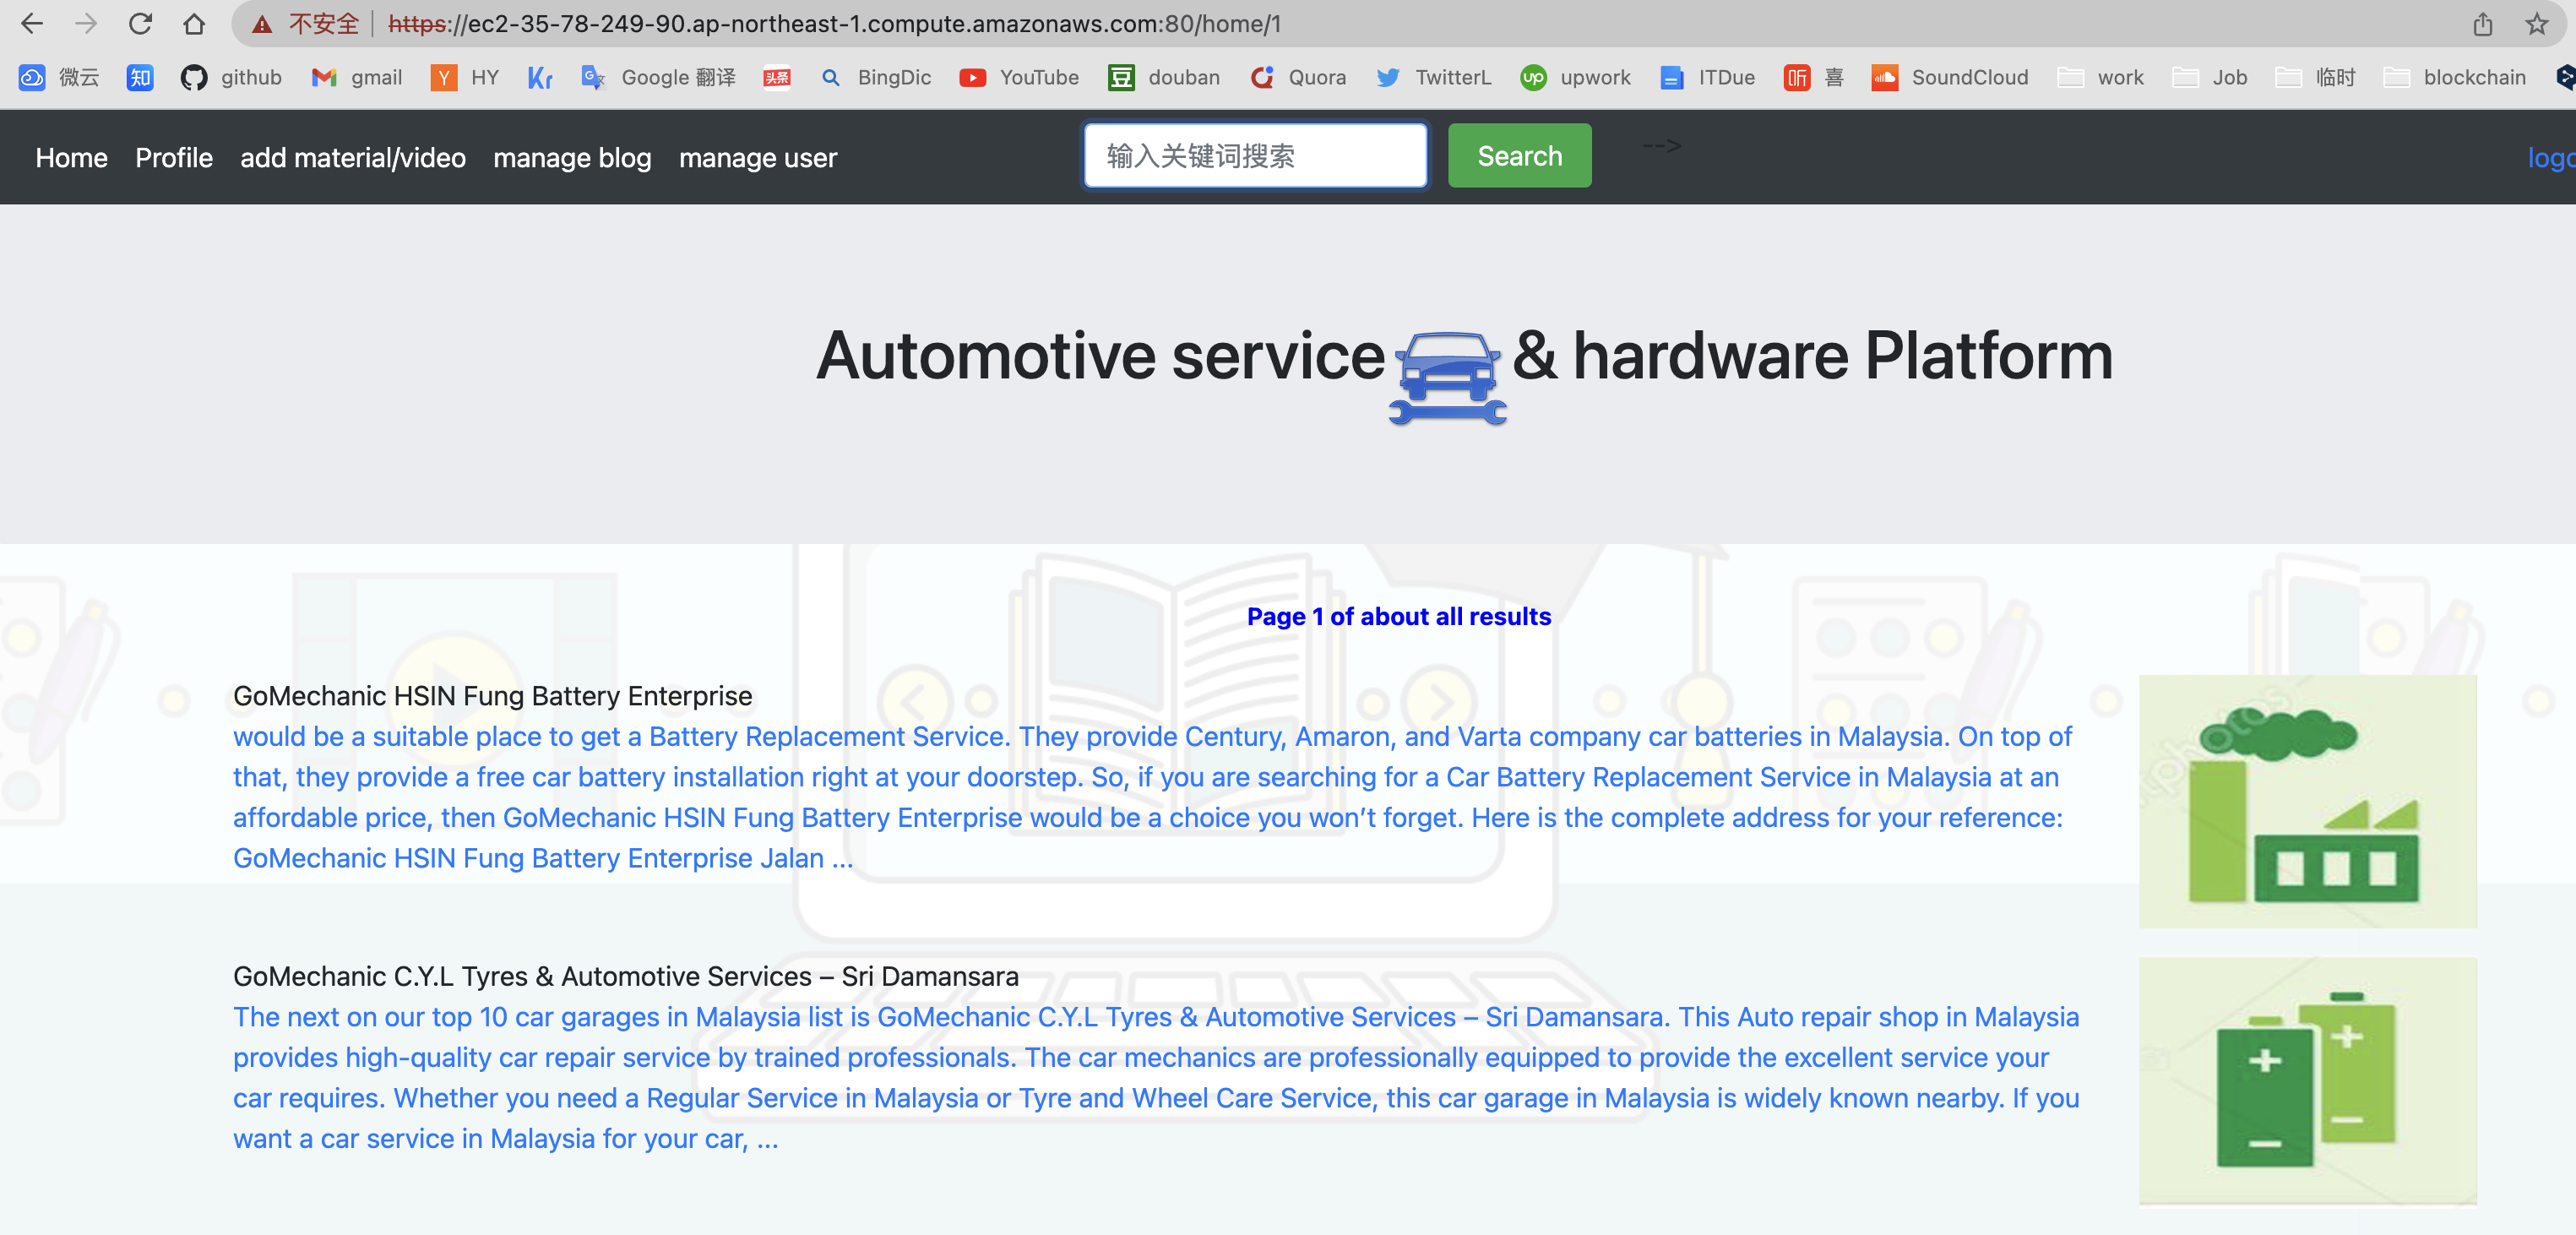 不安全 https://ec2-35-78-249-90.ap-northeast-1.compute.amazonaws.com:80/home/1
微云 知 github gmail Y HY Kr Google 翻译 头条 BingDic YouTube 豆 douban Quora TwitterL up upwork ITDue 听 喜 SoundCloud work Job 临时 blockchain
Home Profile add material/video manage blog manage user 输入关键词搜索 Search --> logo
Automotive service & hardware Platform
Page 1 of about all results
GoMechanic HSIN Fung Battery Enterprise
would be a suitable place to get a Battery Replacement Service. They provide Century, Amaron, and Varta company car batteries in Malaysia. On top of
that, they provide a free car battery installation right at your doorstep. So, if you are searching for a Car Battery Replacement Service in Malaysia at an
affordable price, then GoMechanic HSIN Fung Battery Enterprise would be a choice you won’t forget. Here is the complete address for your reference:
GoMechanic HSIN Fung Battery Enterprise Jalan ...
GoMechanic C.Y.L Tyres & Automotive Services – Sri Damansara
The next on our top 10 car garages in Malaysia list is GoMechanic C.Y.L Tyres & Automotive Services – Sri Damansara. This Auto repair shop in Malaysia
provides high-quality car repair service by trained professionals. The car mechanics are professionally equipped to provide the excellent service your
car requires. Whether you need a Regular Service in Malaysia or Tyre and Wheel Care Service, this car garage in Malaysia is widely known nearby. If you
want a car service in Malaysia for your car, ...